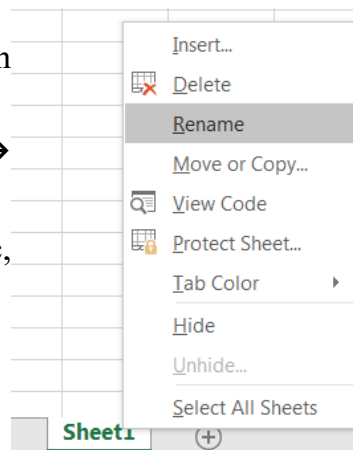 Insert...
Delete
Rename
Move or Copy...
View Code
Protect Sheet...
Tab Color
Hide
Unhide...
Select All Sheets
Sheet1